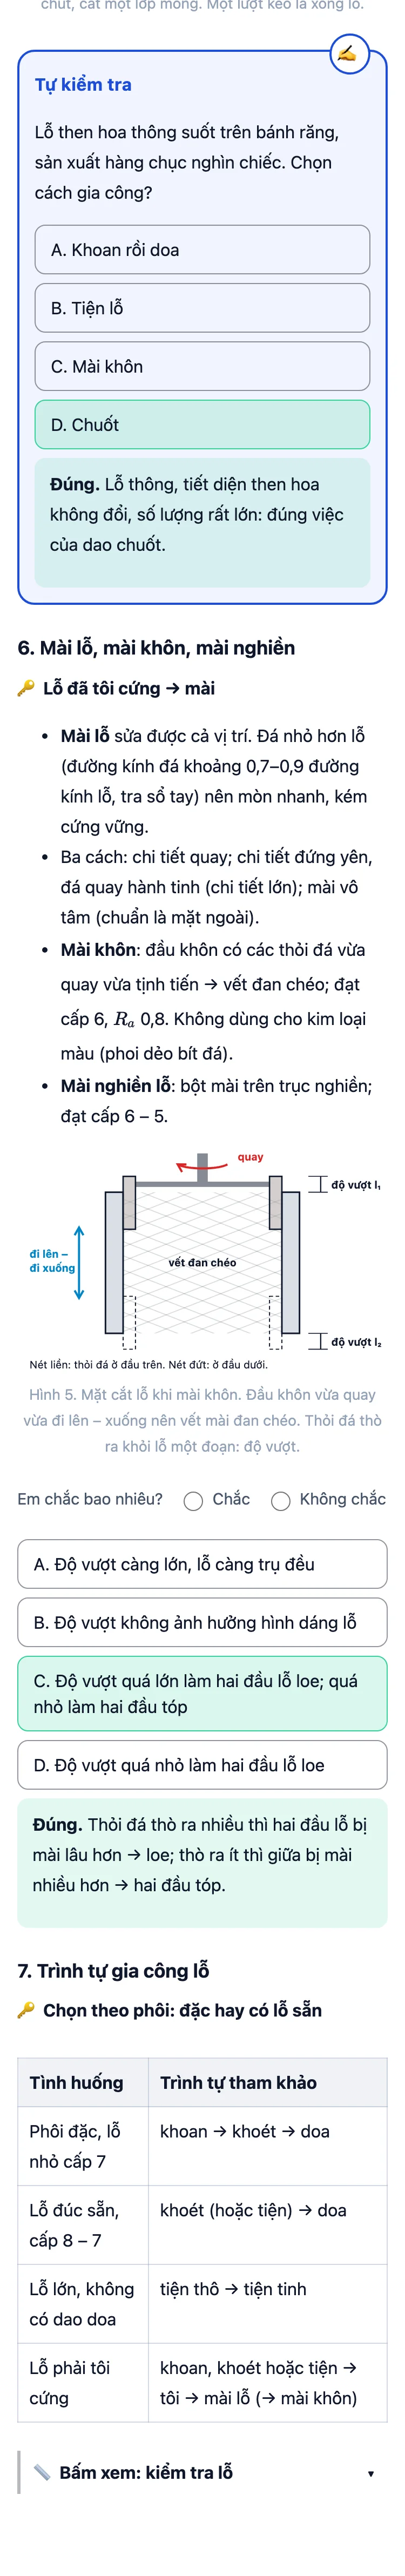 chút, cắt một lớp mỏng. Một lượt kéo là xong lỗ.
Tự kiểm tra
Lỗ then hoa thông suốt trên bánh răng,
sản xuất hàng chục nghìn chiếc. Chọn
cách gia công?
A. Khoan rồi doa
B. Tiện lỗ
C. Mài khôn
D. Chuốt
Đúng. Lỗ thông, tiết diện then hoa
không đổi, số lượng rất lớn: đúng việc
của dao chuốt.
6. Mài lỗ, mài khôn, mài nghiền
🔑 Lỗ đã tôi cứng → mài
• Mài lỗ sửa được cả vị trí. Đá nhỏ hơn lỗ
(đường kính đá khoảng 0,7–0,9 đường
kính lỗ, tra sổ tay) nên mòn nhanh, kém
cứng vững.
• Ba cách: chi tiết quay; chi tiết đứng yên,
đá quay hành tinh (chi tiết lớn); mài vô
tâm (chuẩn là mặt ngoài).
• Mài khôn: đầu khôn có các thỏi đá vừa
quay vừa tịnh tiến → vết đan chéo; đạt
cấp 6, Rₐ 0,8. Không dùng cho kim loại
màu (phoi dẻo bít đá).
• Mài nghiền lỗ: bột mài trên trục nghiền;
đạt cấp 6 – 5.
quay
độ vượt l₁
đi lên –
đi xuống
vết đan chéo
độ vượt l₂
Nét liền: thỏi đá ở đầu trên. Nét đứt: ở đầu dưới.
Hình 5. Mặt cắt lỗ khi mài khôn. Đầu khôn vừa quay
vừa đi lên – xuống nên vết mài đan chéo. Thỏi đá thò
ra khỏi lỗ một đoạn: độ vượt.
Em chắc bao nhiêu? Chắc Không chắc
A. Độ vượt càng lớn, lỗ càng trụ đều
B. Độ vượt không ảnh hưởng hình dáng lỗ
C. Độ vượt quá lớn làm hai đầu lỗ loe; quá
nhỏ làm hai đầu tóp
D. Độ vượt quá nhỏ làm hai đầu lỗ loe
Đúng. Thỏi đá thò ra nhiều thì hai đầu lỗ bị
mài lâu hơn → loe; thò ra ít thì giữa bị mài
nhiều hơn → hai đầu tóp.
7. Trình tự gia công lỗ
🔑 Chọn theo phôi: đặc hay có lỗ sẵn
Tình huống Trình tự tham khảo
Phôi đặc, lỗ khoan → khoét → doa
nhỏ cấp 7
Lỗ đúc sẵn, khoét (hoặc tiện) → doa
cấp 8 – 7
Lỗ lớn, không tiện thô → tiện tinh
có dao doa
Lỗ phải tôi khoan, khoét hoặc tiện →
cứng tôi → mài lỗ (→ mài khôn)
Bấm xem: kiểm tra lỗ